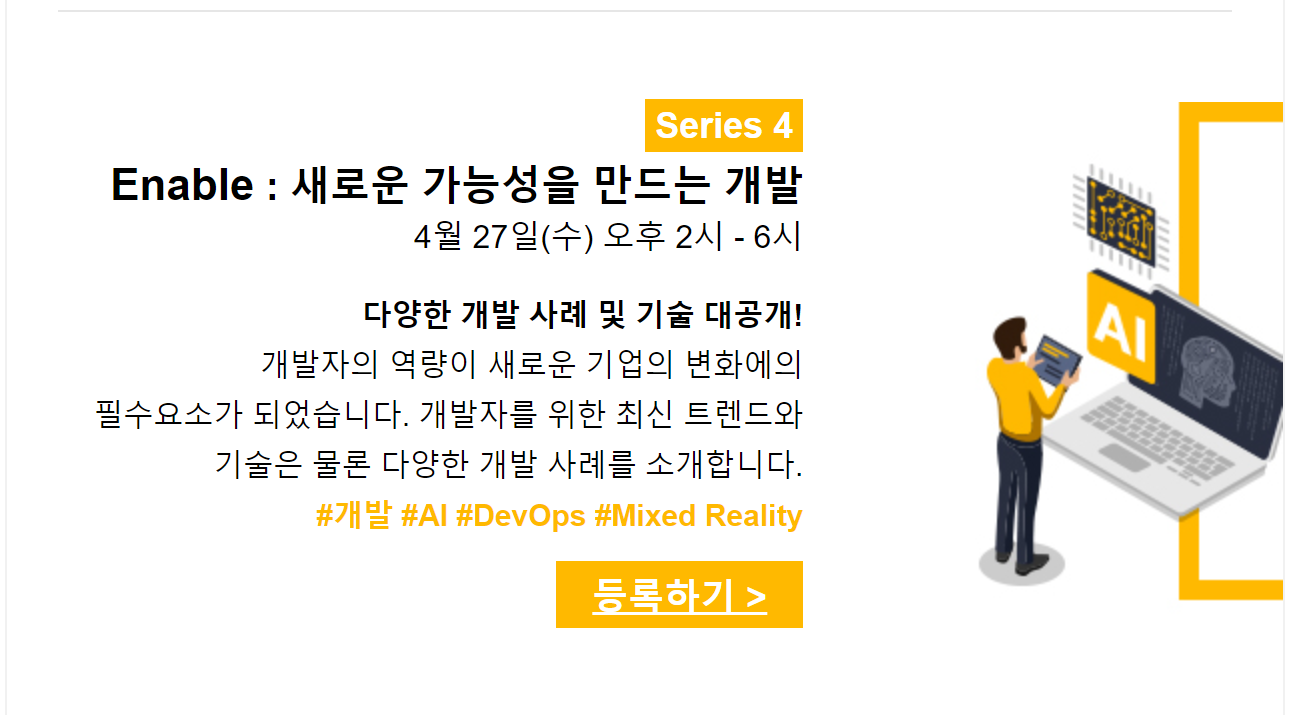 Series 4
Enable : 새로운 가능성을 만드는 개발
4월 27일(수) 오후 2시 - 6시
다양한 개발 사례 및 기술 대공개!
개발자의 역량이 새로운 기업의 변화에의
필수요소가 되었습니다. 개발자를 위한 최신 트렌드와
기술은 물론 다양한 개발 사례를 소개합니다.
#개발 #AI #DevOps #Mixed Reality
등록하기 >
AI